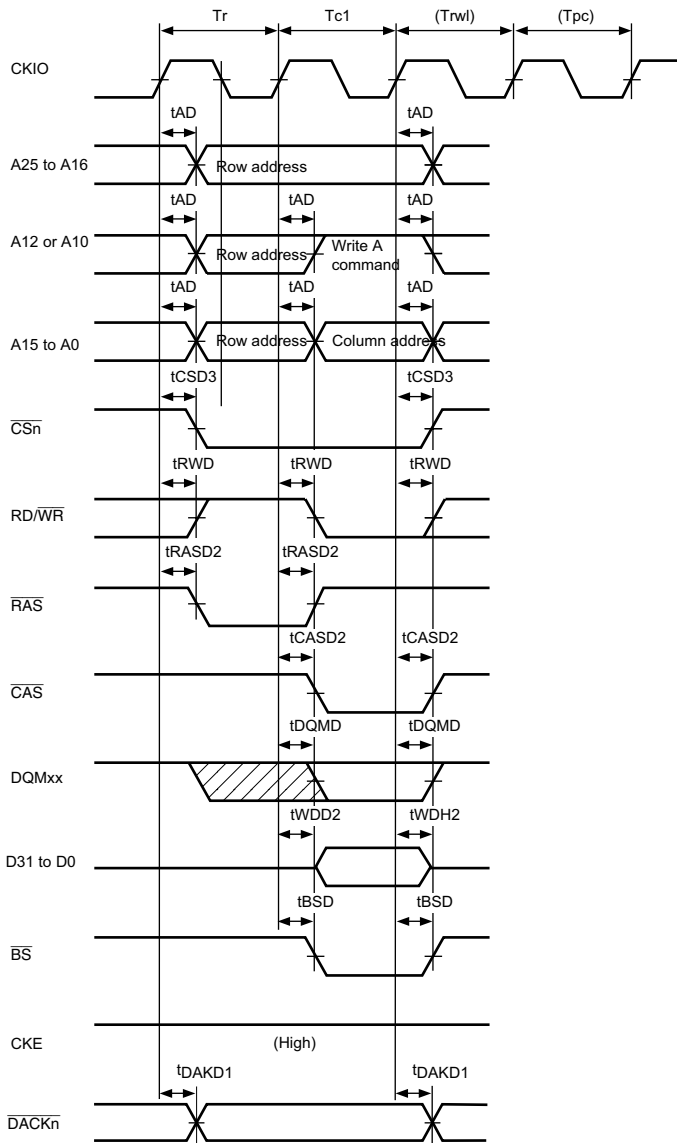 Tr Tc1 (Trwl) (Tpc)
CKIO
tAD tAD
A25 to A16 Row address
tAD tAD tAD
A12 or A10 Row address Write A
command
tAD tAD tAD
A15 to A0 Row address Column address
tCSD3 tCSD3
CSn
tRWD tRWD tRWD
RD/WR
tRASD2 tRASD2
RAS
tCASD2 tCASD2
CAS
tDQMD tDQMD
DQMxx
tWDD2 tWDH2
D31 to D0
tBSD tBSD
BS
CKE (High)
tDAKD1 tDAKD1
DACKn